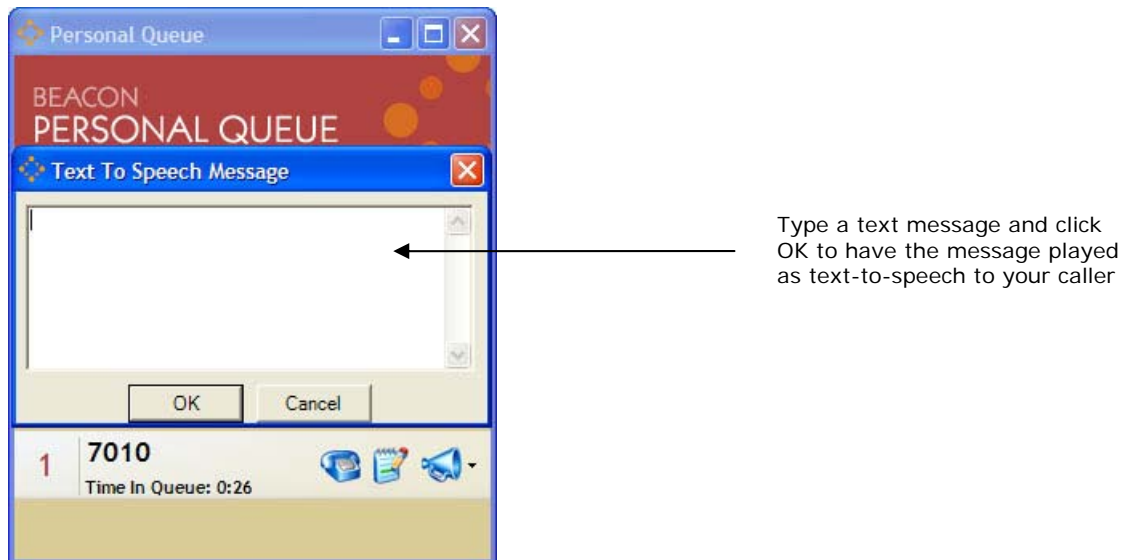 Personal Queue
BEACON
PERSONAL QUEUE
Text To Speech Message
Type a text message and click
OK to have the message played
as text-to-speech to your caller
OK Cancel
1 7010
Time In Queue: 0:26